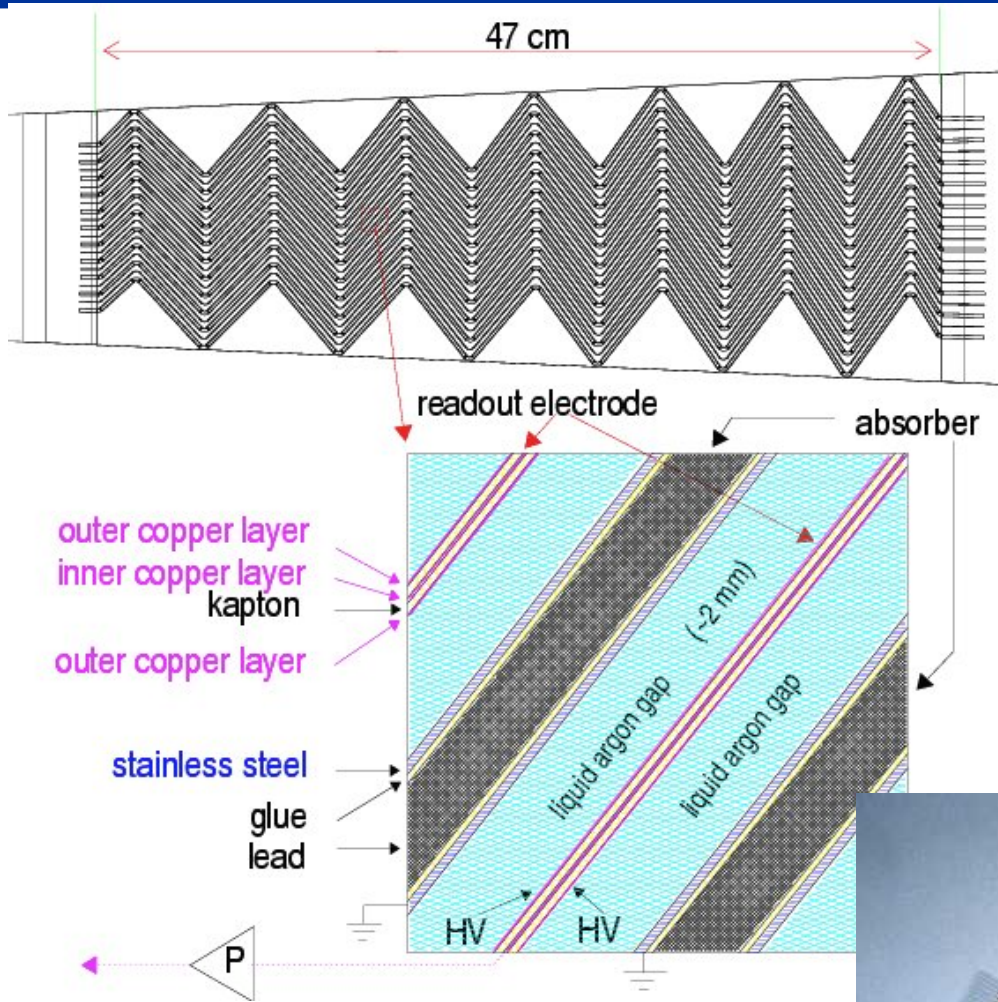 47 cm
readout electrode
absorber
outer copper layer
inner copper layer
kapton
outer copper layer
(~2 mm)
liquid argon gap
liquid argon gap
stainless steel
glue
lead
HV
HV
P